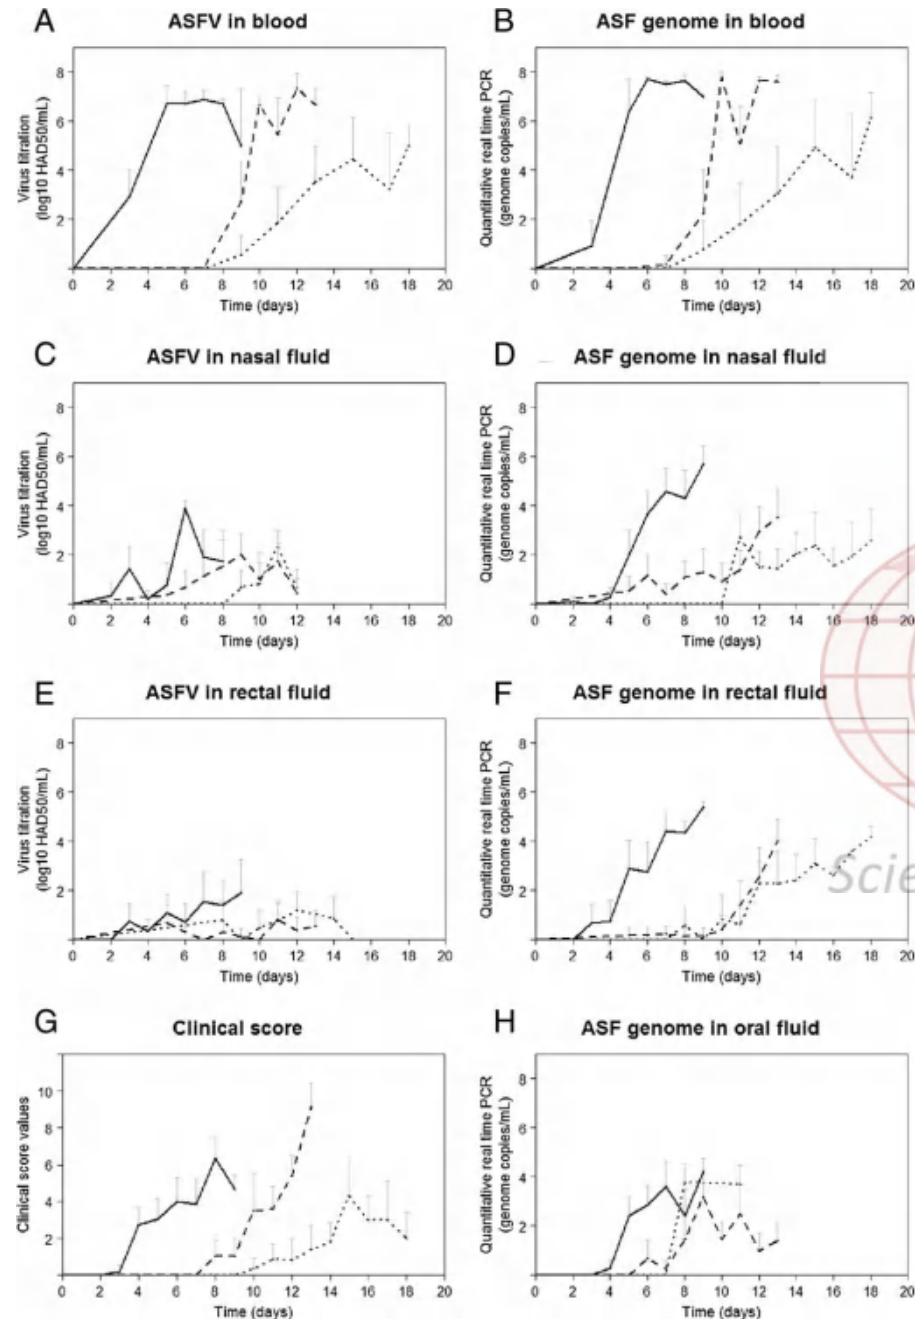 A ASFV in blood
Virus titration
(log10 HAD50/mL)
8
6
4
2
0 2 4 6 8 10 12 14 16 18 20
Time (days)
B ASF genome in blood
Quantitative real time PCR
(genome copies/mL)
8
6
4
2
0 2 4 6 8 10 12 14 16 18 20
Time (days)
C ASFV in nasal fluid
Virus titration
(log10 HAD50/mL)
8
6
4
2
0 2 4 6 8 10 12 14 16 18 20
Time (days)
D ASF genome in nasal fluid
Quantitative real time PCR
(genome copies/mL)
8
6
4
2
0 2 4 6 8 10 12 14 16 18 20
Time (days)
E ASFV in rectal fluid
Virus titration
(log10 HAD50/mL)
8
6
4
2
0 2 4 6 8 10 12 14 16 18 20
Time (days)
F ASF genome in rectal fluid
Quantitative real time PCR
(genome copies/mL)
8
6
4
2
0 2 4 6 8 10 12 14 16 18 20
Time (days)
Scie
G Clinical score
Clinical score values
10
8
6
4
2
0 2 4 6 8 10 12 14 16 18 20
Time (days)
H ASF genome in oral fluid
Quantitative real time PCR
(genome copies/mL)
8
6
4
2
0 2 4 6 8 10 12 14 16 18 20
Time (days)